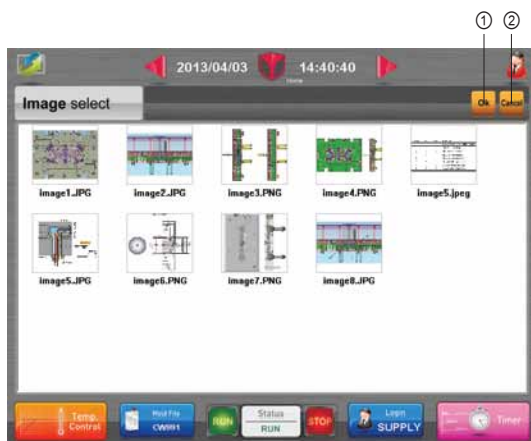 ① ②
2013/04/03 Home 14:40:40
Image select Ok Cancel
image1.JPG image2.JPG image3.PNG image4.PNG image5.jpeg
image5.JPG image6.PNG image7.PNG image8.JPG
Temp. Control
Mold File CW991
RUN
Status RUN
STOP
Login SUPPLY
Timer